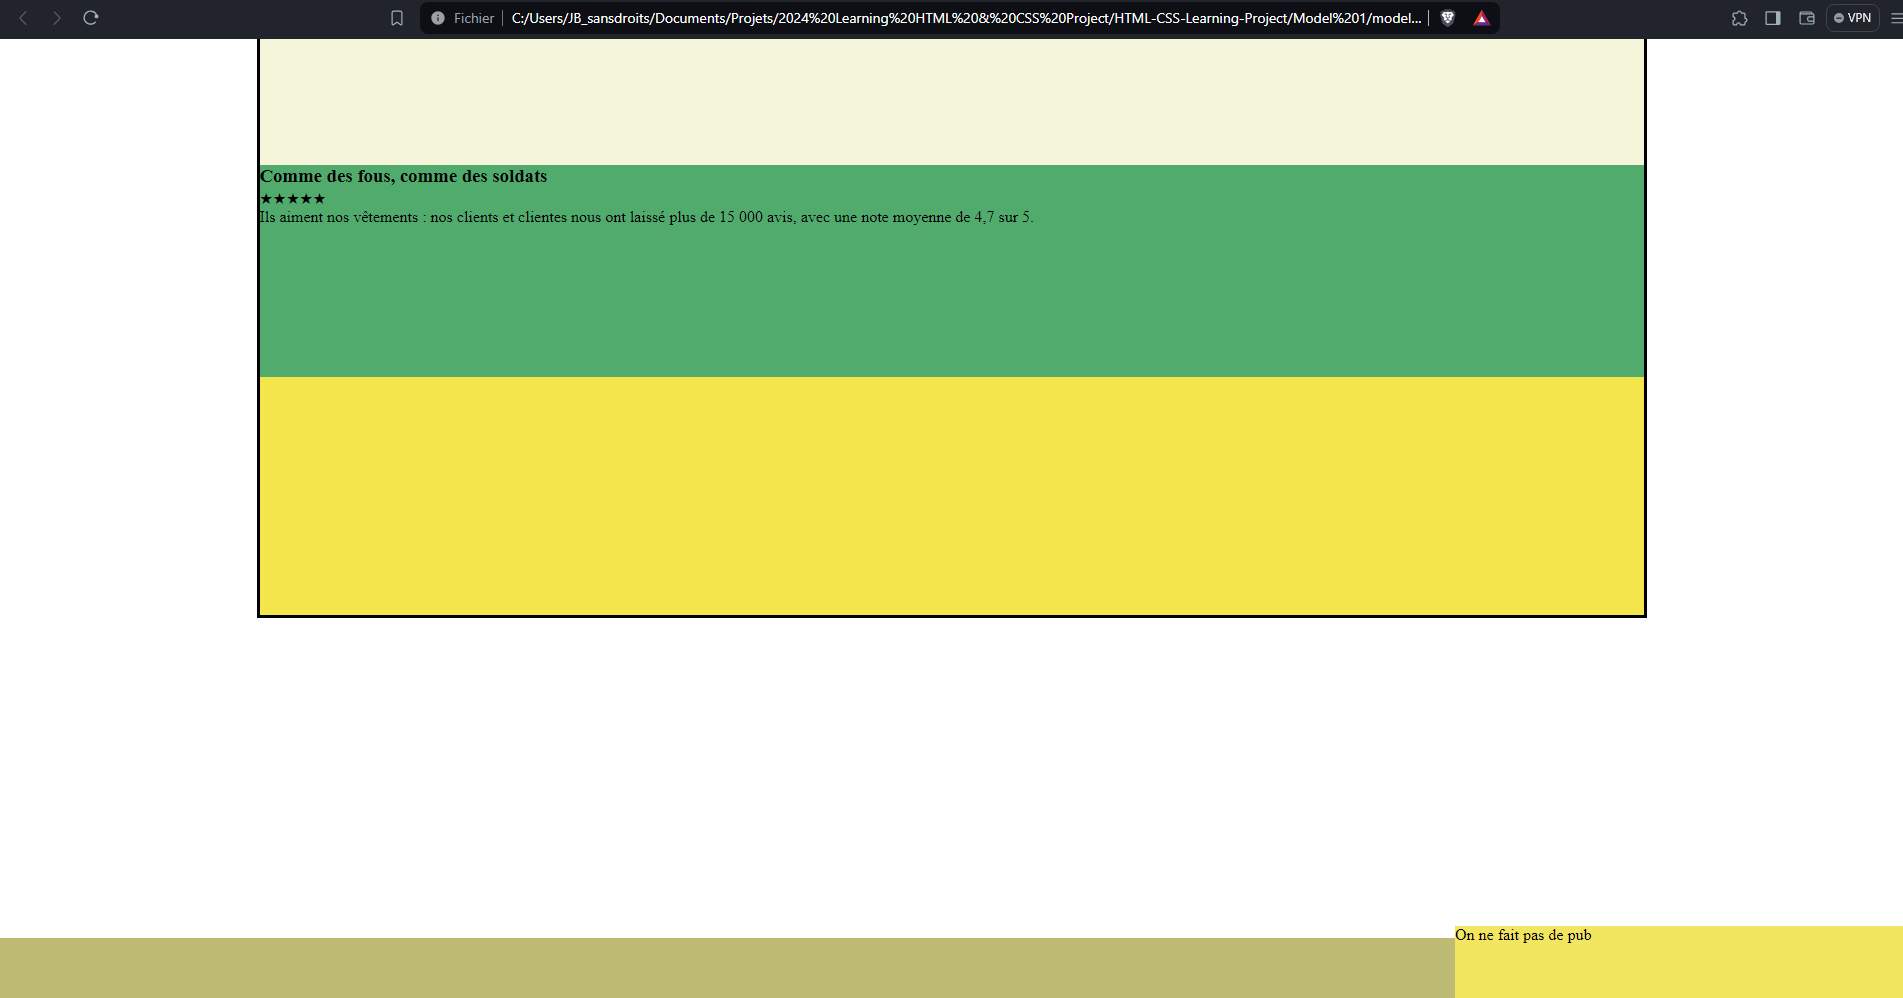 Fichier
C:/Users/JB_sansdroits/Documents/Projets/2024%20Learning%20HTML%20&%20CSS%20Project/HTML-CSS-Learning-Project/Model%201/model...
VPN
Comme des fous, comme des soldats
★★★★★
Ils aiment nos vêtements : nos clients et clientes nous ont laissé plus de 15 000 avis, avec une note moyenne de 4,7 sur 5.
On ne fait pas de pub